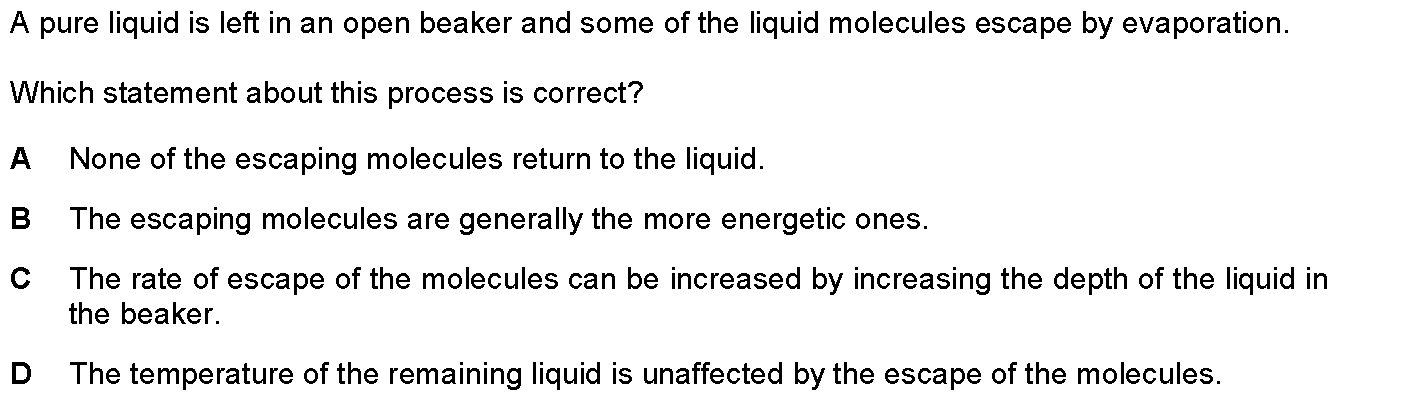 A pure liquid is left in an open beaker and some of the liquid molecules escape by evaporation.
Which statement about this process is correct?
A None of the escaping molecules return to the liquid.
B The escaping molecules are generally the more energetic ones.
C The rate of escape of the molecules can be increased by increasing the depth of the liquid in
the beaker.
D The temperature of the remaining liquid is unaffected by the escape of the molecules.